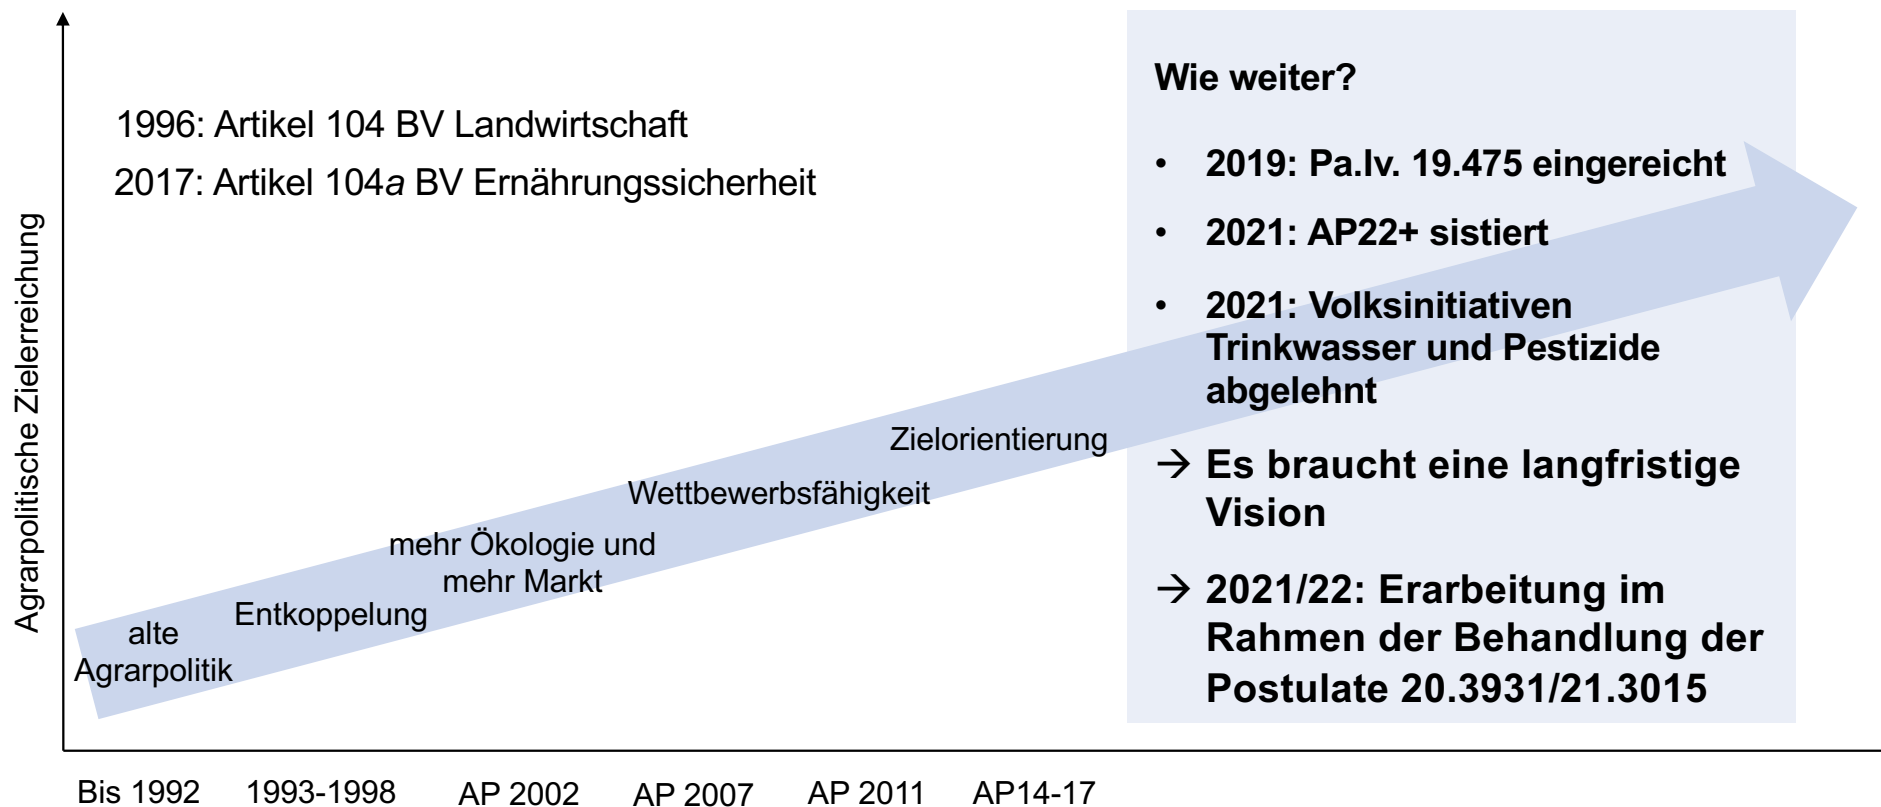 Agrarpolitische Zielerreichung
1996: Artikel 104 BV Landwirtschaft
2017: Artikel 104a BV Ernährungssicherheit
alte
Agrarpolitik
Entkoppelung
mehr Ökologie und
mehr Markt
Wettbewerbsfähigkeit
Zielorientierung
Wie weiter?
• 2019: Pa.Iv. 19.475 eingereicht
• 2021: AP22+ sistiert
• 2021: Volksinitiativen
Trinkwasser und Pestizide
abgelehnt
→ Es braucht eine langfristige
Vision
→ 2021/22: Erarbeitung im
Rahmen der Behandlung der
Postulate 20.3931/21.3015
Bis 1992 1993-1998 AP 2002 AP 2007 AP 2011 AP14-17